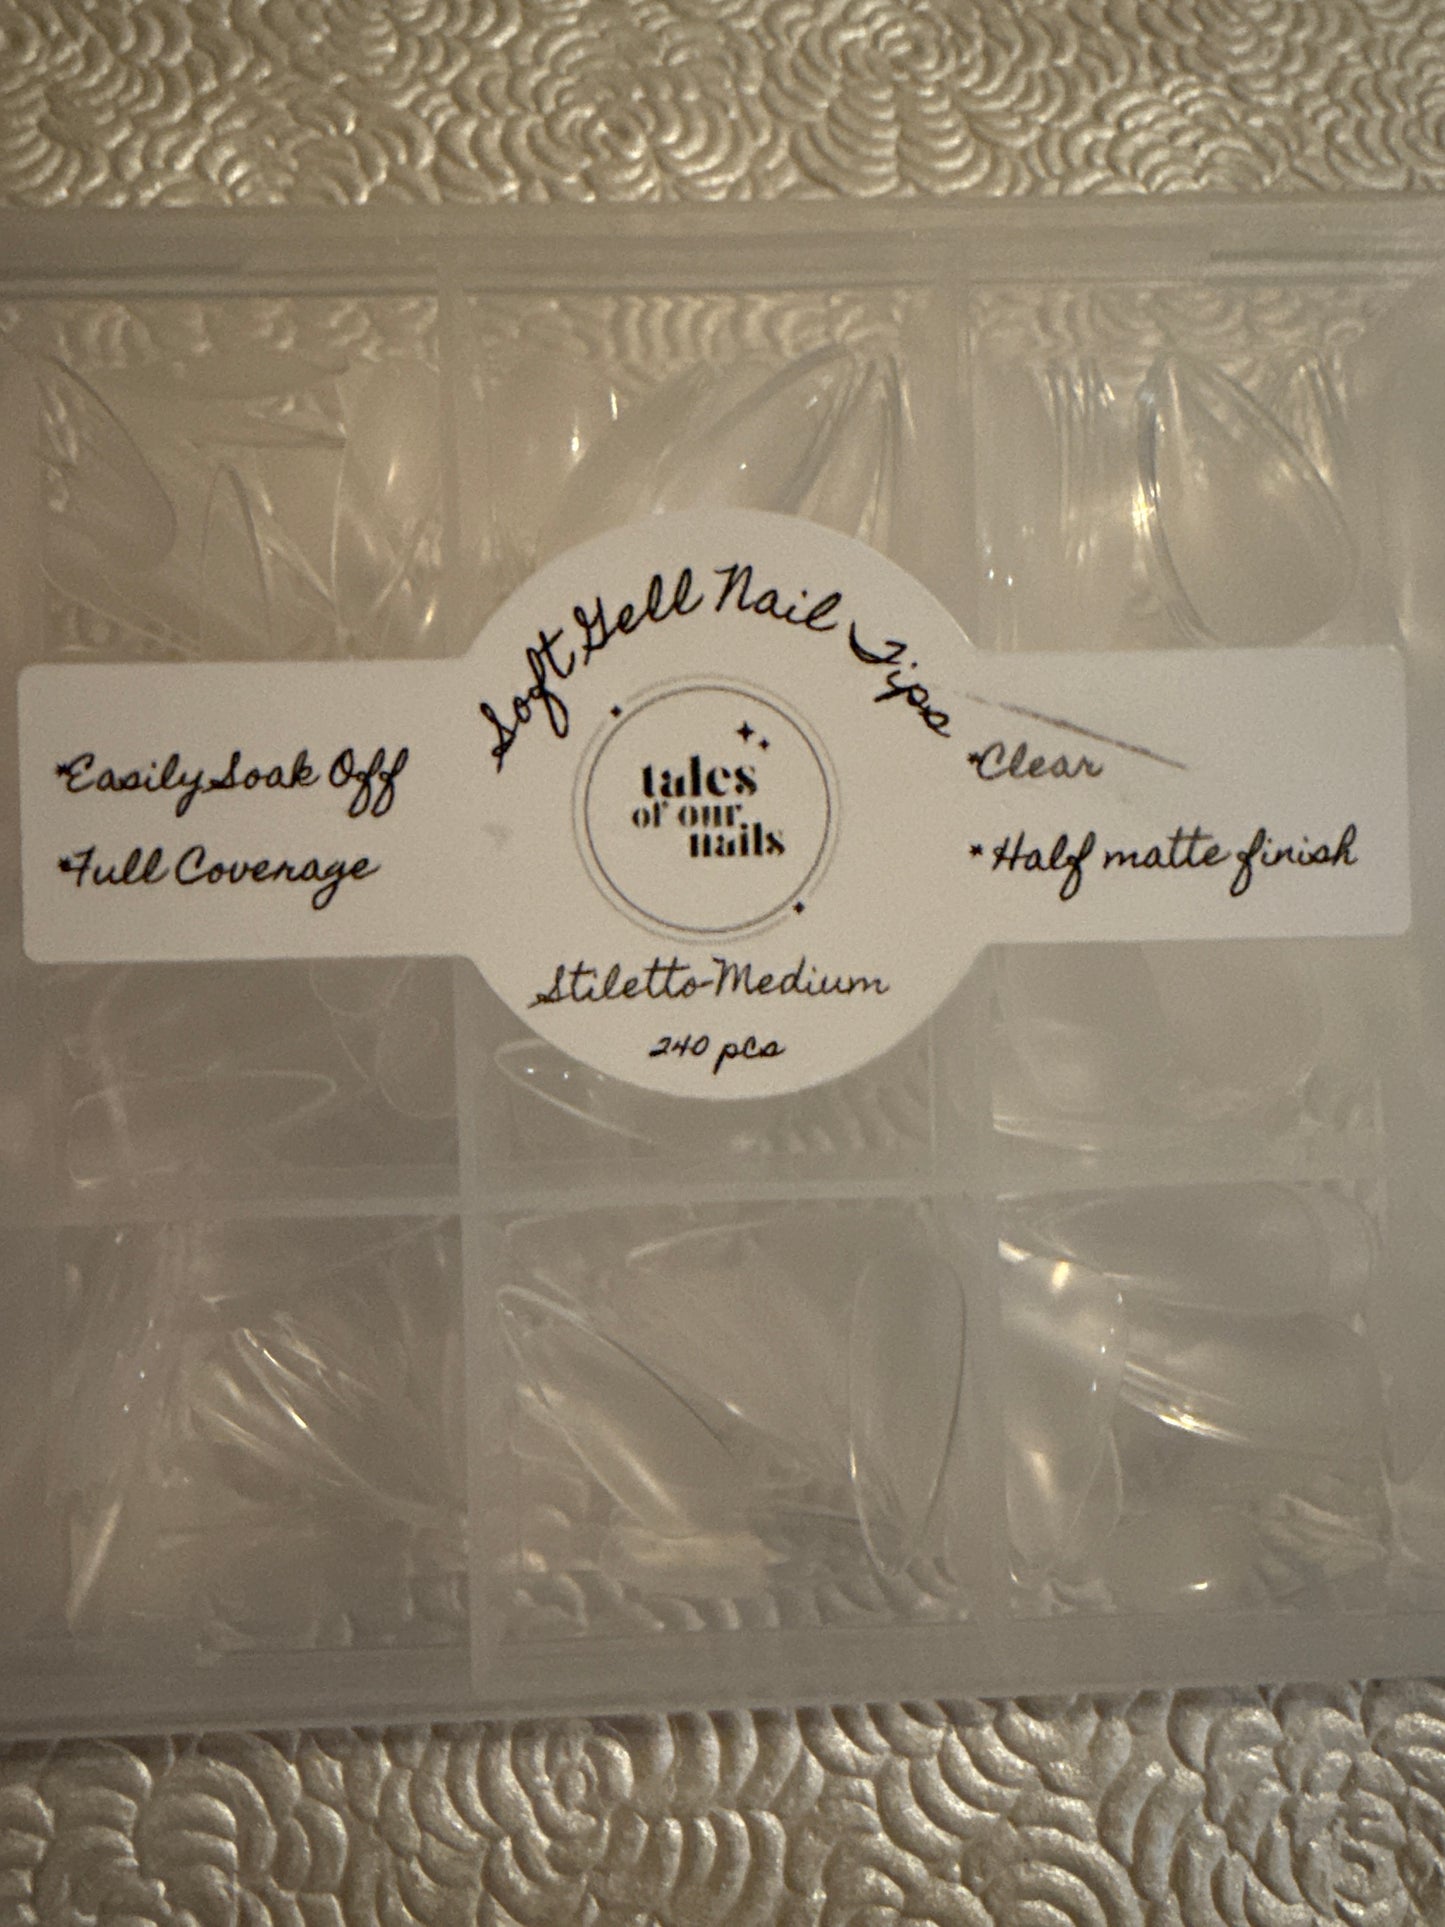 Soft Gell Nail Tips
*Easily Soak Off
*Full Coverage
tales
of our
nails
*Clear
* Half matte finish
Stiletto-Medium
240 pcs